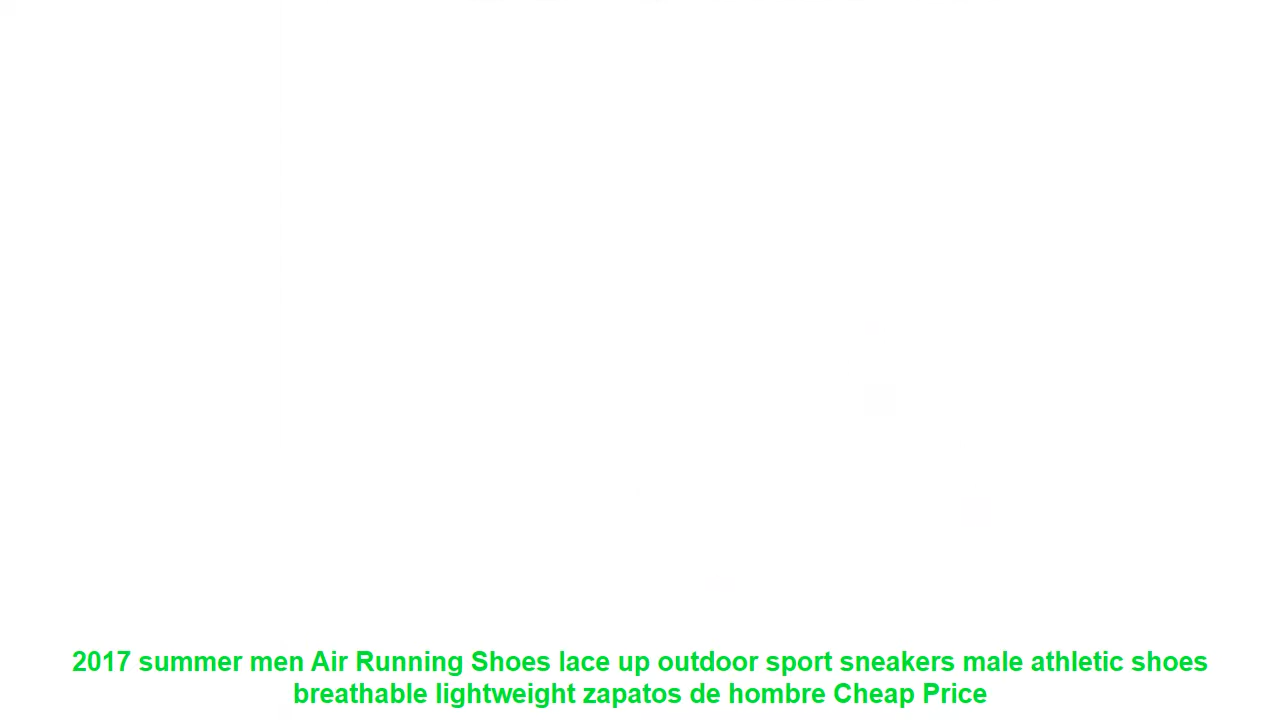 2017 summer men Air Running Shoes lace up outdoor sport sneakers male athletic shoes
breathable lightweight zapatos de hombre Cheap Price